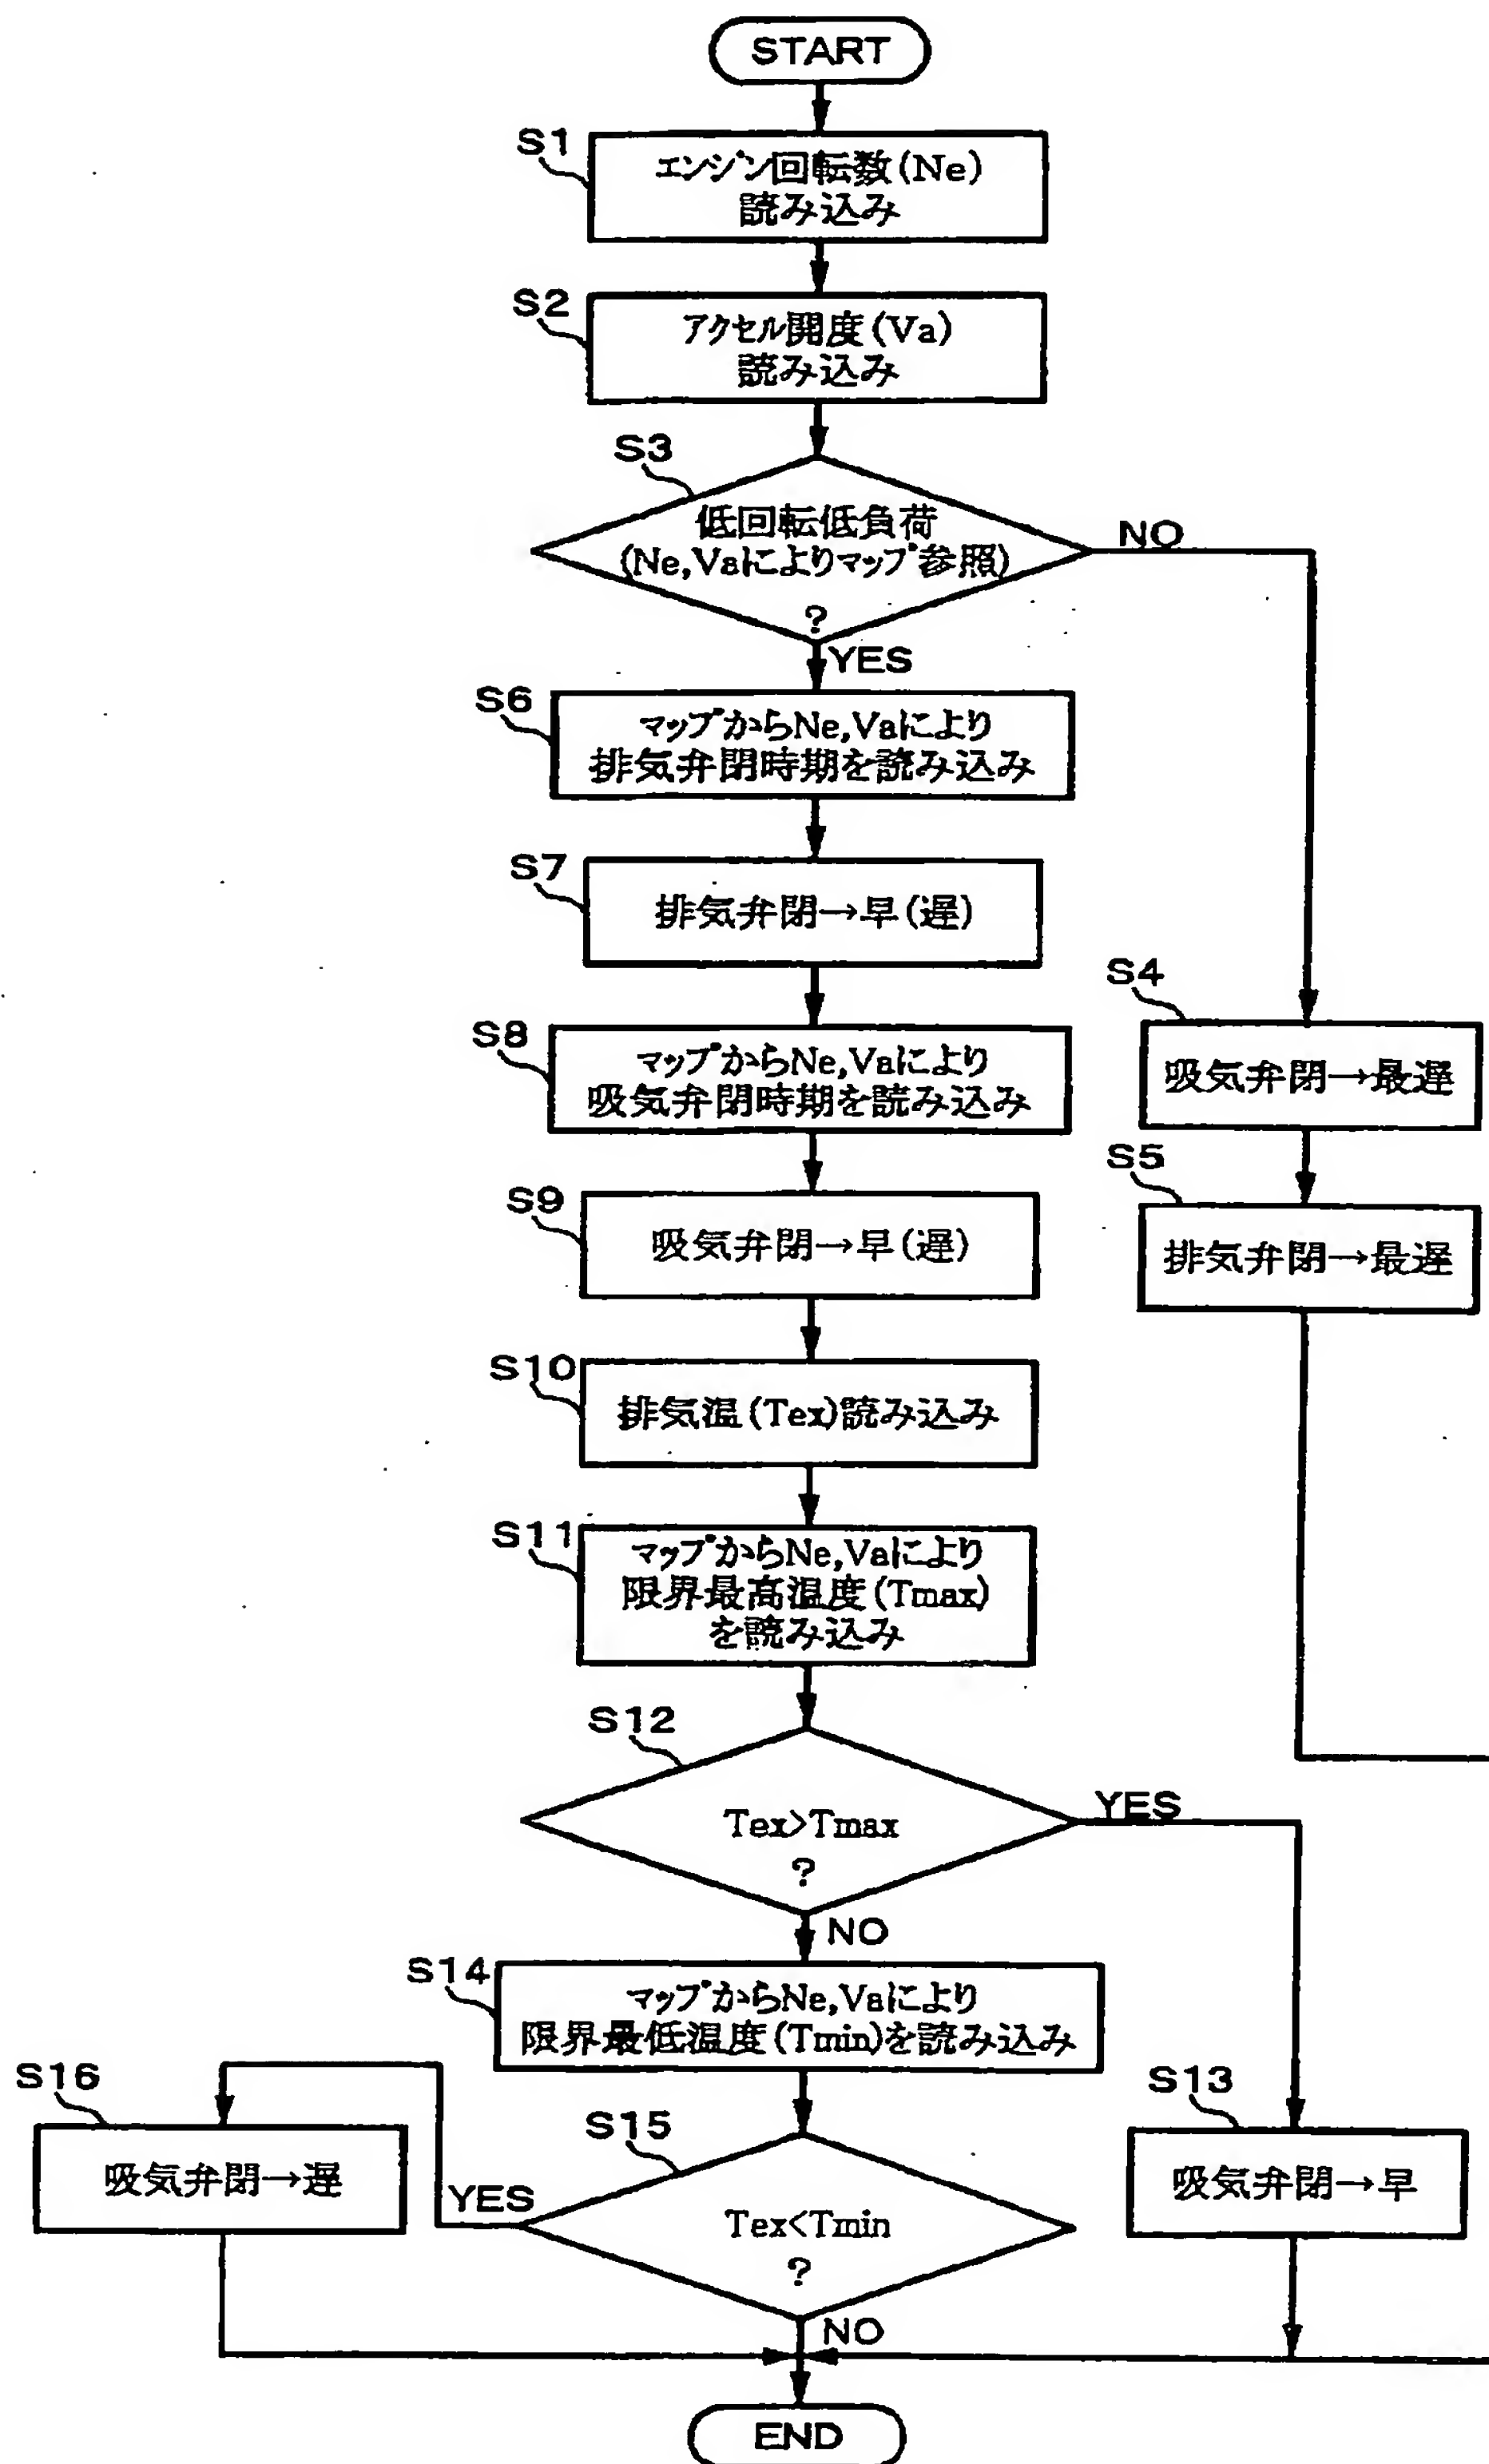 START
S1
エンジン回転数(Ne)
読み込み
S2
アクセル開度(Va)
読み込み
S3
低回転低負荷
(Ne,Vaによりマップ参照)
?
NO
YES
S6
マップからNe,Vaにより
排気弁閉時期を読み込み
S7
排気弁閉→早(遅)
S8
マップからNe,Vaにより
吸気弁閉時期を読み込み
S4
吸気弁閉→最遅
S5
排気弁閉→最遅
S9
吸気弁閉→早(遅)
S10
排気温(Tex)読み込み
S11
マップからNe,Vaにより
限界最高温度(Tmax)
を読み込み
S12
Tex>Tmax
?
YES
NO
S14
マップからNe,Vaにより
限界最低温度(Tmin)を読み込み
S16
吸気弁閉→遅
S15
Tex<Tmin
?
YES
NO
S13
吸気弁閉→早
END